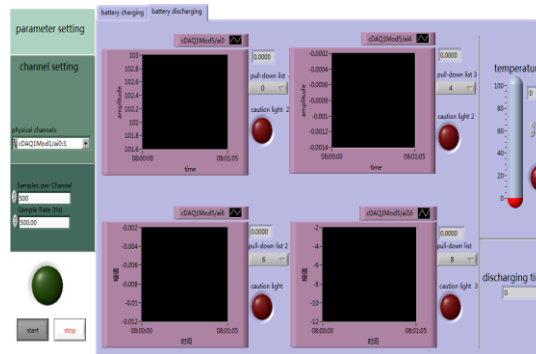 battery charging battery discharging
parameter setting
channel setting
physical channels
cDAQ1Mod1/ai0:3,
Samples per Channel
500
Sample Rate (Hz)
500.00
start stop
cDAQ1Mod5/ai0
103
102.8
102.6
102.4
102.2
102
101.8
101.6
amplitude
08:00:00 08:01:05
time
0.0000
pull-down list
0
caution light 2
cDAQ1Mod5/ai4
-0.0002
-0.0004
-0.0006
-0.0008
-0.001
-0.0012
-0.0014
amplitude
08:00:00 08:01:05
time
0.0000
pull-down list 3
4
caution light 2
cDAQ1Mod5/ai6
-0.002
-0.004
-0.006
-0.008
-0.01
-0.012
幅值
08:00:00 08:01:05
时间
0.0000
pull-down list 2
6
caution light
cDAQ1Mod5/ai18
-2
-4
-6
-8
-10
-12
幅值
08:00:00 08:01:05
时间
0.0000
pull-down list
8
caution light 3
temperatur
100
80
60
40
20
0
0
discharging ti
0